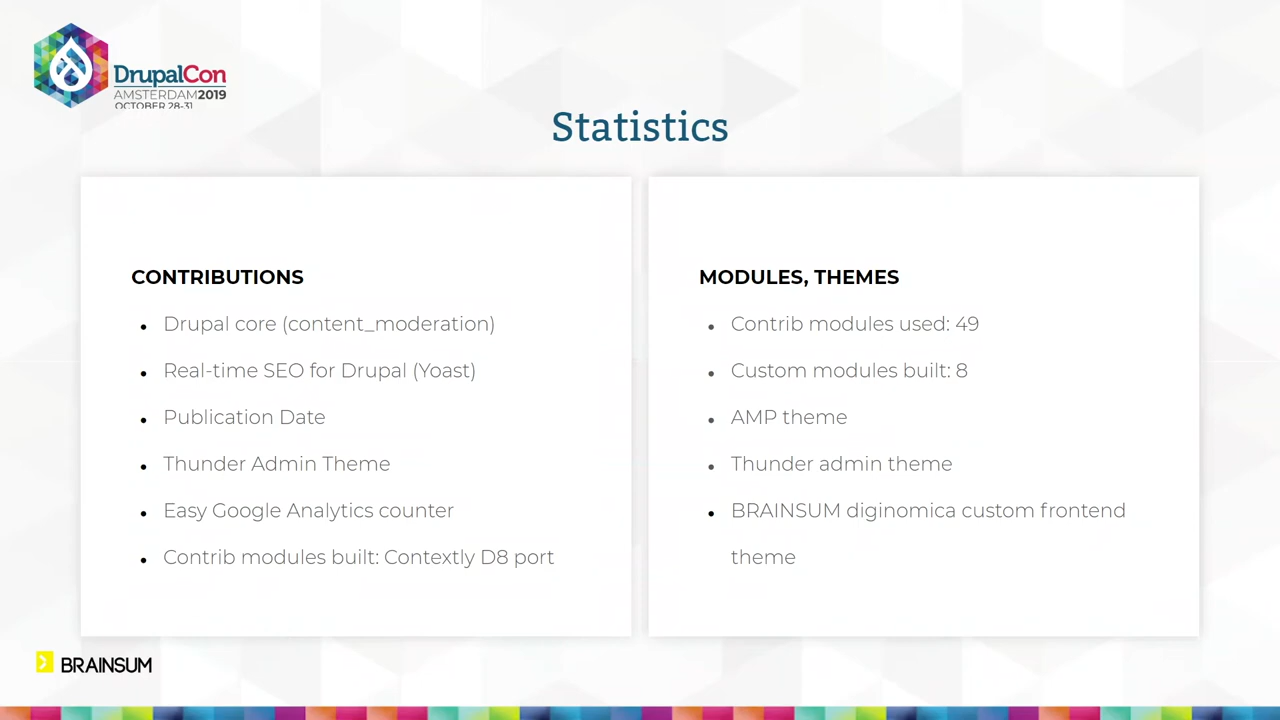 DrupalCon
AMSTERDAM2019
OCTOBER 28-31
Statistics
CONTRIBUTIONS
Drupal core (content_moderation)
Real-time SEO for Drupal (Yoast)
Publication Date
Thunder Admin Theme
Easy Google Analytics counter
Contrib modules built: Contextly D8 port
MODULES, THEMES
Contrib modules used: 49
Custom modules built: 8
AMP theme
Thunder admin theme
BRAINSUM diginomica custom frontend
theme
BRAINSUM